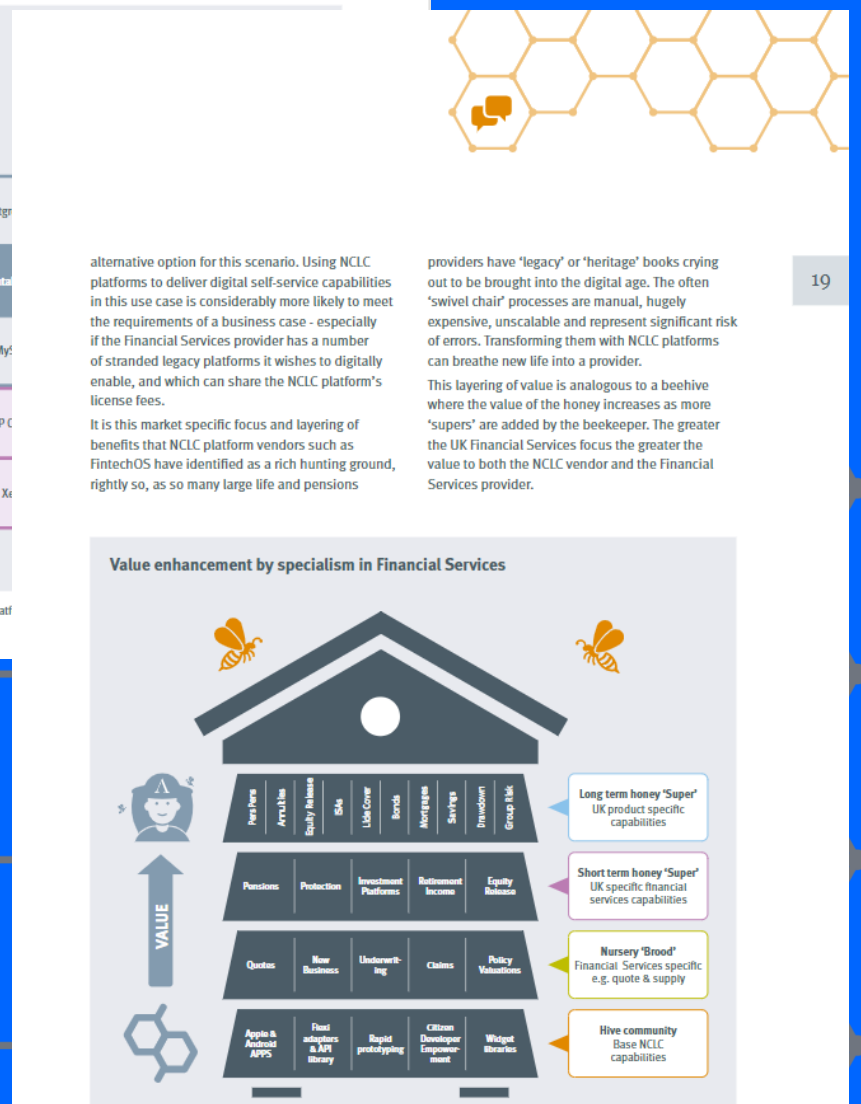 alternative option for this scenario. Using NCLC
platforms to deliver digital self-service capabilities
in this use case is considerably more likely to meet
the requirements of a business case - especially
if the Financial Services provider has a number
of stranded legacy platforms it wishes to digitally
enable, and which can share the NCLC platform's
license fees.
It is this market specific focus and layering of
benefits that NCLC platform vendors such as
FintechOS have identified as a rich hunting ground,
rightly so, as so many large life and pensions
providers have 'legacy' or 'heritage' books crying
out to be brought into the digital age. The often
'swivel chair' processes are manual, hugely
expensive, unscalable and represent significant risk
of errors. Transforming them with NCLC platforms
can breathe new life into a provider.
This layering of value is analogous to a beehive
where the value of the honey increases as more
'supers' are added by the beekeeper. The greater
the UK Financial Services focus the greater the
value to both the NCLC vendor and the Financial
Services provider.
19
Value enhancement by specialism in Financial Services
Pers Pens
Annuities
Equity Release
ISAs
Bonds
Mortgages
Savings
Drawdown
Group Risk
Long term honey 'Super'
UK product specific
capabilities
Pensions
Protection
Investment
Platforms
Retirement
Income
Equity
Release
Short term honey 'Super'
UK specific financial
services capabilities
VALUE
Quotes
New
Business
Underwrit-
ing
Claims
Policy
Valuations
Nursery 'Brood'
Financial Services specific
e.g. quote & supply
Apple &
Android
APPS
Flexi
adapters
& API
library
Rapid
prototyping
Citizen
Developer
Empower-
ment
Widget
libraries
Hive community
Base NCLC
capabilities